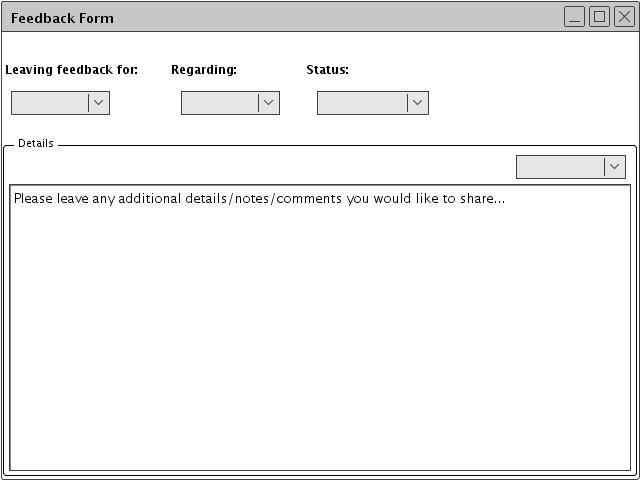 Feedback Form
Leaving feedback for: Regarding: Status:
Details
Please leave any additional details/notes/comments you would like to share...